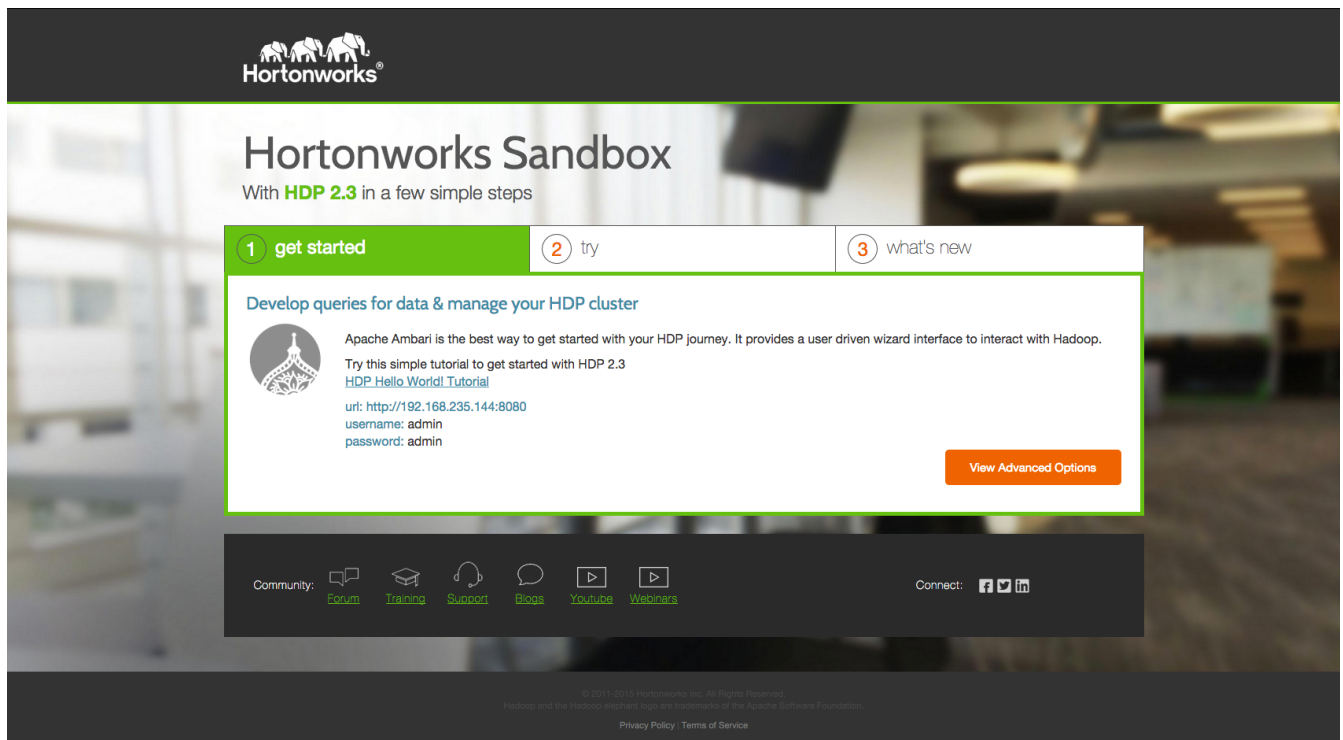 Hortonworks®
Hortonworks Sandbox
With HDP 2.3 in a few simple steps
1 get started
2 try
3 what's new
Develop queries for data & manage your HDP cluster
Apache Ambari is the best way to get started with your HDP journey. It provides a user driven wizard interface to interact with Hadoop.
Try this simple tutorial to get started with HDP 2.3
HDP Hello World! Tutorial
url: http://192.168.235.144:8080
username: admin
password: admin
View Advanced Options
Community:
Forum
Training
Support
Blogs
Youtube
Webinars
Connect:
© 2011-2015 Hortonworks Inc. All Rights Reserved.
Hadoop and the Hadoop elephant logo are trademarks of the Apache Software Foundation.
Privacy Policy | Terms of Service